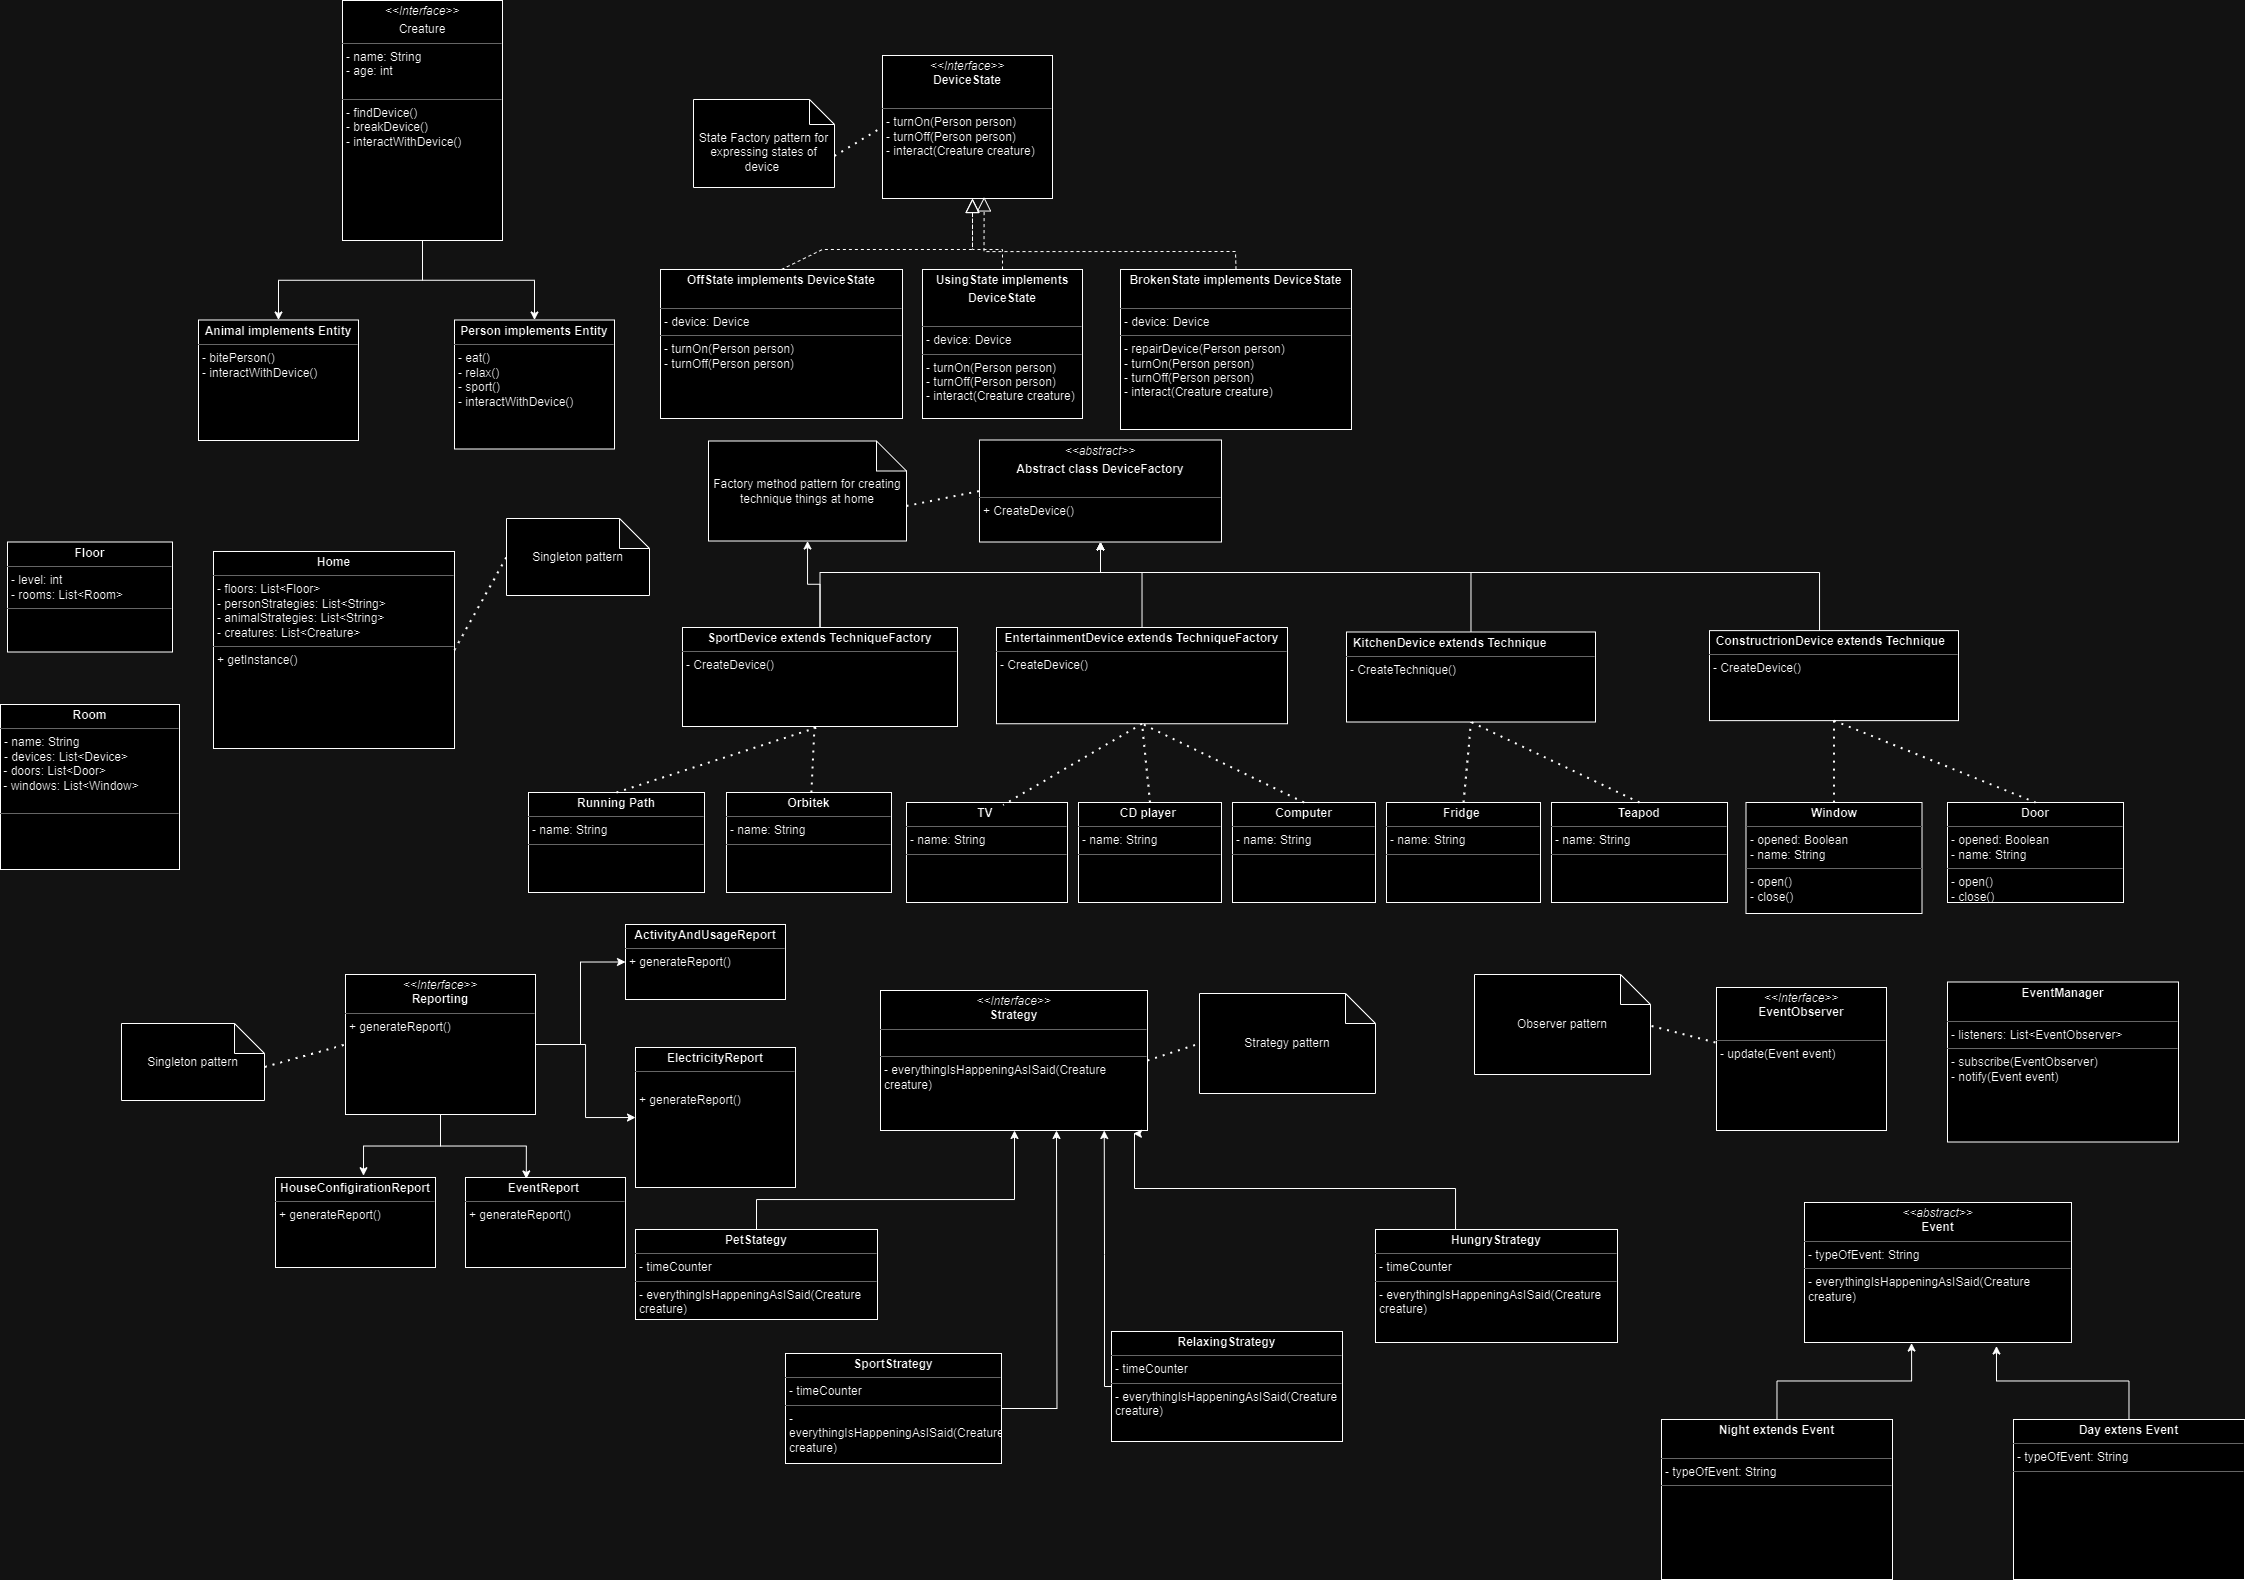 <<Interface>>
Creature
- name: String
- age: int
- findDevice()
- breakDevice()
- interactWithDevice()
Animal implements Entity
- bitePerson()
- interactWithDevice()
Person implements Entity
- eat()
- relax()
- sport()
- interactWithDevice()
State Factory pattern for
expressing states of
device
<<Interface>>
DeviceState
- turnOn(Person person)
- turnOff(Person person)
- interact(Creature creature)
OffState implements DeviceState
- device: Device
- turnOn(Person person)
- turnOff(Person person)
UsingState implements
DeviceState
- device: Device
- turnOn(Person person)
- turnOff(Person person)
- interact(Creature creature)
BrokenState implements DeviceState
- device: Device
- repairDevice(Person person)
- turnOn(Person person)
- turnOff(Person person)
- interact(Creature creature)
Factory method pattern for creating
technique things at home
<<abstract>>
Abstract class DeviceFactory
+ CreateDevice()
Floor
- level: int
- rooms: List<Room>
Home
- floors: List<Floor>
- personStrategies: List<String>
- animalStrategies: List<String>
- creatures: List<Creature>
+ getInstance()
Singleton pattern
Room
- name: String
- devices: List<Device>
- doors: List<Door>
- windows: List<Window>
SportDevice extends TechniqueFactory
- CreateDevice()
EntertainmentDevice extends TechniqueFactory
- CreateDevice()
KitchenDevice extends Technique
- CreateTechnique()
ConstructrionDevice extends Technique
- CreateDevice()
Running Path
- name: String
Orbitek
- name: String
TV
- name: String
CD player
- name: String
Computer
- name: String
Fridge
- name: String
Teapod
- name: String
Window
- opened: Boolean
- name: String
- open()
- close()
Door
- opened: Boolean
- name: String
- open()
- close()
Singleton pattern
<<Interface>>
Reporting
+ generateReport()
ActivityAndUsageReport
+ generateReport()
ElectricityReport
+ generateReport()
HouseConfigirationReport
+ generateReport()
EventReport
+ generateReport()
<<Interface>>
Strategy
- everythingIsHappeningAsISaid(Creature
creature)
Strategy pattern
PetStategy
- timeCounter
- everythingIsHappeningAsISaid(Creature
creature)
SportStrategy
- timeCounter
-
everythingIsHappeningAsISaid(Creature
creature)
RelaxingStrategy
- timeCounter
- everythingIsHappeningAsISaid(Creature
creature)
HungryStrategy
- timeCounter
- everythingIsHappeningAsISaid(Creature
creature)
Observer pattern
<<Interface>>
EventObserver
- update(Event event)
EventManager
- listeners: List<EventObserver>
- subscribe(EventObserver)
- notify(Event event)
<<abstract>>
Event
- typeOfEvent: String
- everythingIsHappeningAsISaid(Creature
creature)
Night extends Event
- typeOfEvent: String
Day extens Event
- typeOfEvent: String